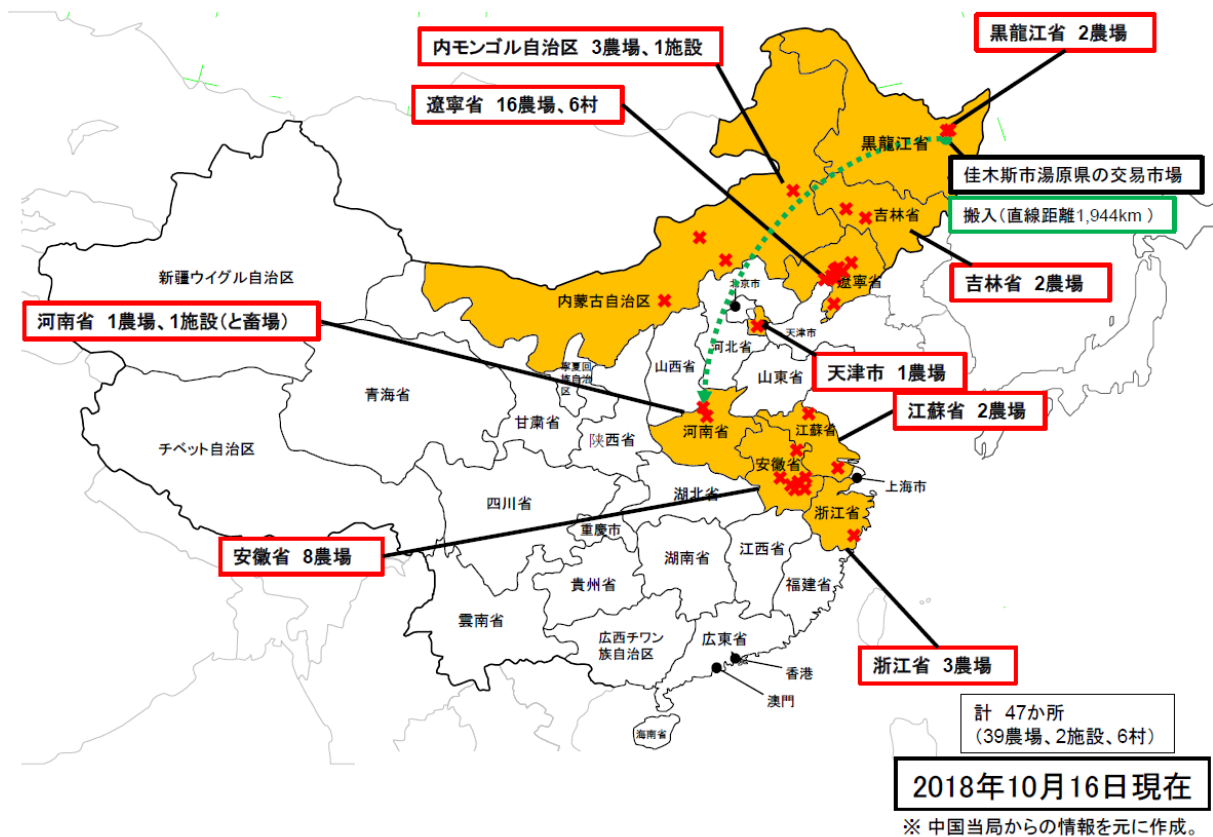 内モンゴル自治区 3農場、1施設
黒龍江省 2農場
遼寧省 16農場、6村
黒龍江省
佳木斯市湯原県の交易市場
搬入(直線距離1,944km )
吉林省
吉林省 2農場
新疆ウイグル自治区
遼寧省
北京市
内蒙古自治区
河南省 1農場、1施設(と畜場)
天津市
河北省
山西省
山東省
天津市 1農場
寧夏回
族自治
区
青海省
甘粛省
陕西省
河南省
江蘇省
江蘇省 2農場
チベット自治区
安徽省
上海市
四川省
湖北省
浙江省
重慶市
安徽省 8農場
湖南省
江西省
貴州省
福建省
雲南省
広西チワン
族自治区
広東省
香港
澳門
浙江省 3農場
海南省
計 47か所
(39農場、2施設、6村)
2018年10月16日現在
※ 中国当局からの情報を元に作成。